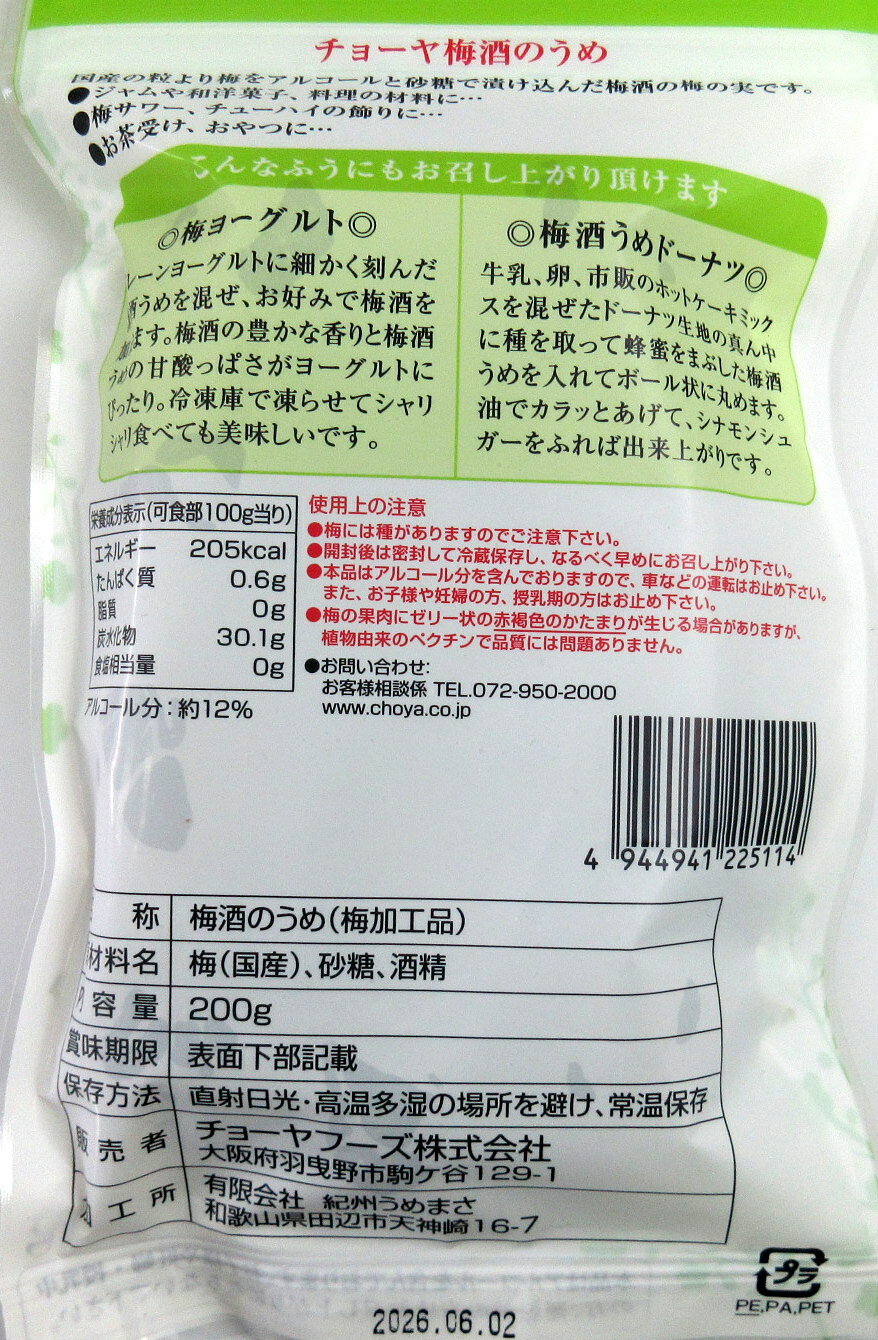 チョーヤ梅酒のうめ
国産の粒より梅をアルコールと砂糖で漬け込んだ梅酒の梅の実です。
●ジャムや和洋菓子、料理の材料に…
●梅サワー、チューハイの飾りに…
●お茶受け、おやつに…
こんなふうにもお召し上がり頂けます
◎梅ヨーグルト◎
レーンヨーグルトに細かく刻んだ
酒うめを混ぜ、お好みで梅酒を
加えます。梅酒の豊かな香りと梅酒
うめの甘酸っぱさがヨーグルトに
ぴったり。冷凍庫で凍らせてシャリ
シャリ食べても美味しいです。
◎梅酒うめドーナツ◎
牛乳、卵、市販のホットケーキミック
スを混ぜたドーナツ生地の真ん中
に種を取って蜂蜜をまぶした梅酒
うめを入れてボール状に丸めます。
油でカラッとあげて、シナモンシュ
ガーをふれば出来上がりです。
栄養成分表示(可食部100g当り)
エネルギー 205kcal
たんぱく質 0.6g
脂質 0g
炭水化物 30.1g
食塩相当量 0g
アルコール分：約12%
使用上の注意
●梅には種がありますのでご注意下さい。
●開封後は密封して冷蔵保存し、なるべく早めにお召し上がり下さい。
●本品はアルコール分を含んでおりますので、車などの運転はお止め下さい。
また、お子様や妊婦の方、授乳期の方はお止め下さい。
●梅の果肉にゼリー状の赤褐色のかたまりが生じる場合がありますが、
植物由来のペクチンで品質には問題ありません。
●お問い合わせ：
お客様相談係 TEL.072-950-2000
www.choya.co.jp
4 944941 225114
称 梅酒のうめ(梅加工品)
材料名 梅(国産)、砂糖、酒精
内容量 200g
賞味期限 表面下部記載
保存方法 直射日光・高温多湿の場所を避け、常温保存
販売者 チョーヤフーズ株式会社
大阪府羽曳野市駒ケ谷129-1
加工所 有限会社 紀州うめまさ
和歌山県田辺市天神崎16-7
プラ
PE,PA,PET
2026.06.02